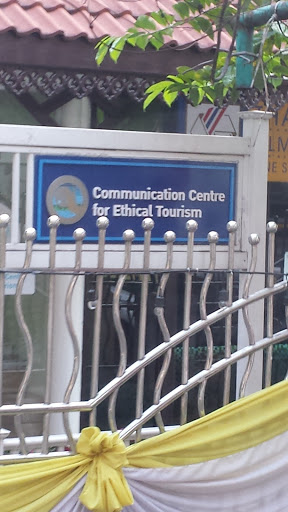 Communication Centre
for Ethical Tourism